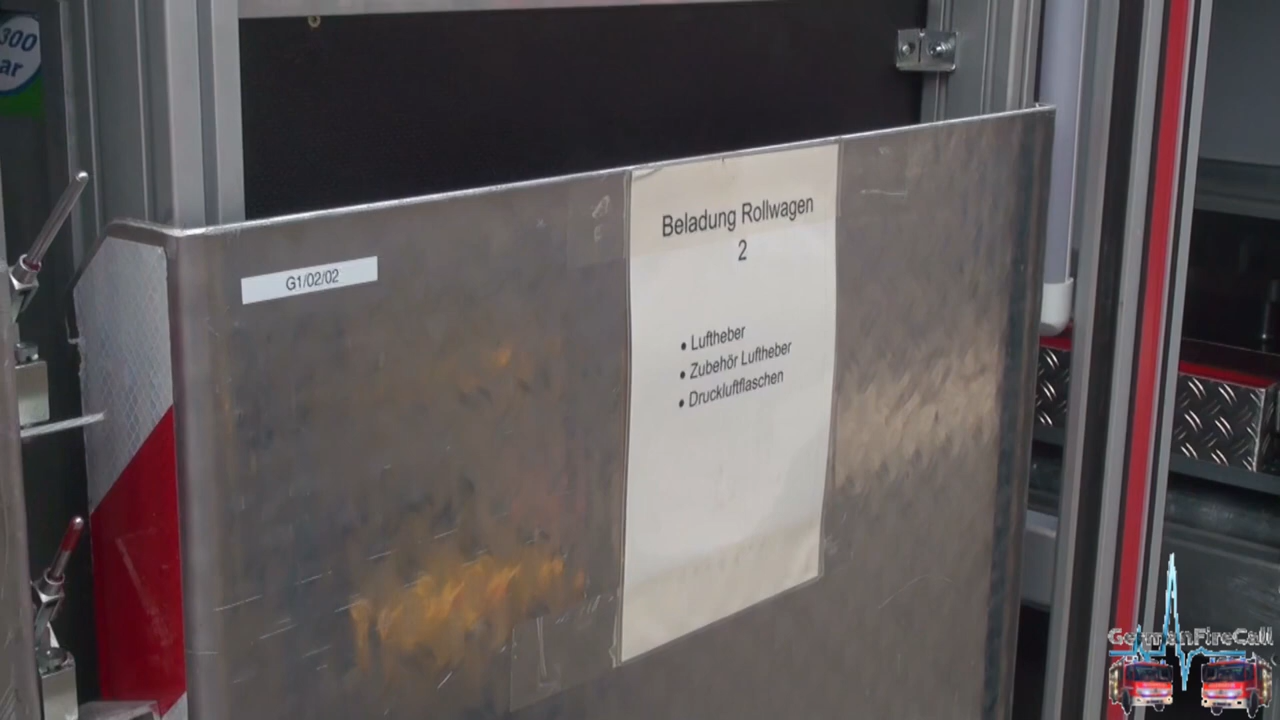 300
ar
G1/02/02
Beladung Rollwagen
2
• Luftheber
• Zubehör Luftheber
• Druckluftflaschen
GermanFireCall